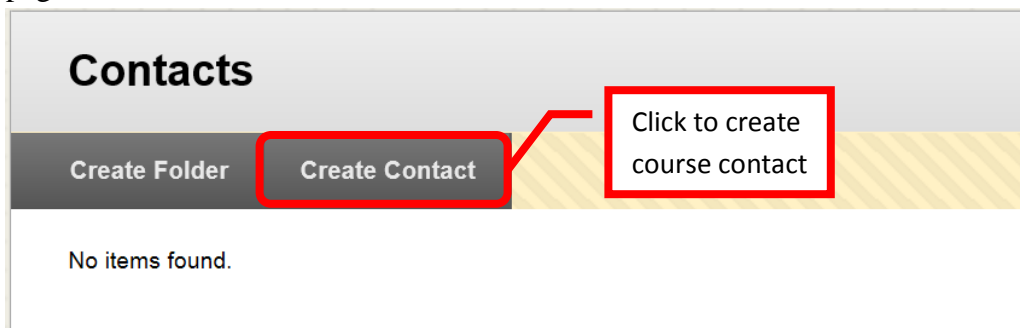 Contacts
Click to create
course contact
Create Folder Create Contact
No items found.